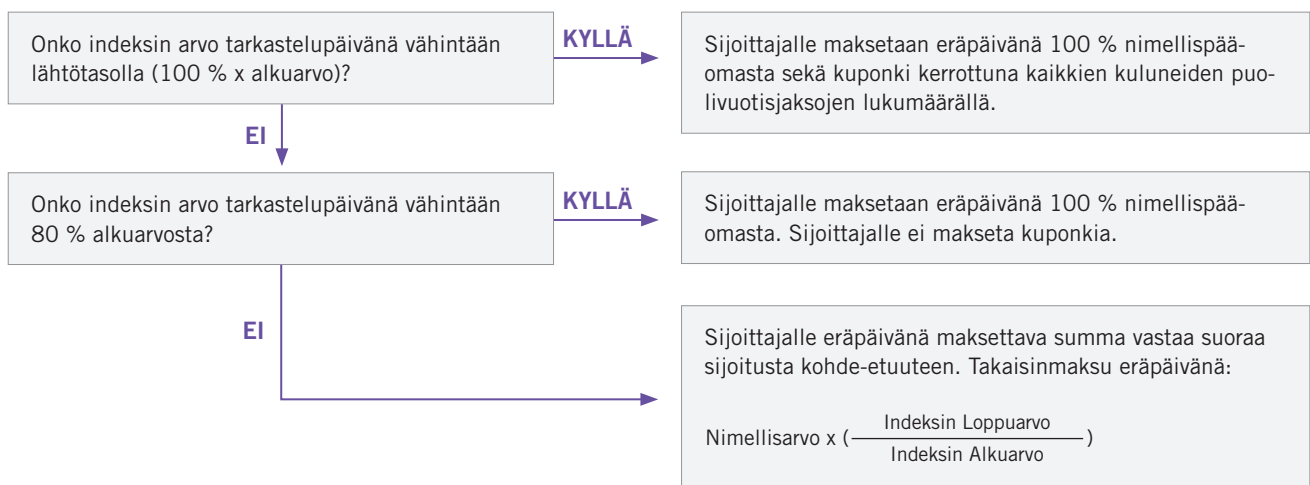 Onko indeksin arvo tarkastelupäivänä vähintään
lähtötasolla (100 % x alkuarvo)?
KYLLÄ
Sijoittajalle maksetaan eräpäivänä 100 % nimellispää-
omasta sekä kuponki kerrottuna kaikkien kuluneiden puo-
livuotisjaksojen lukumäärällä.
EI
Onko indeksin arvo tarkastelupäivänä vähintään
80 % alkuarvosta?
KYLLÄ
Sijoittajalle maksetaan eräpäivänä 100 % nimellispää-
omasta. Sijoittajalle ei makseta kuponkia.
EI
Sijoittajalle eräpäivänä maksettava summa vastaa suoraa
sijoitusta kohde-etuuteen. Takaisinmaksu eräpäivänä:
Indeksin Loppuarvo
Nimellisarvo x ( )
Indeksin Alkuarvo